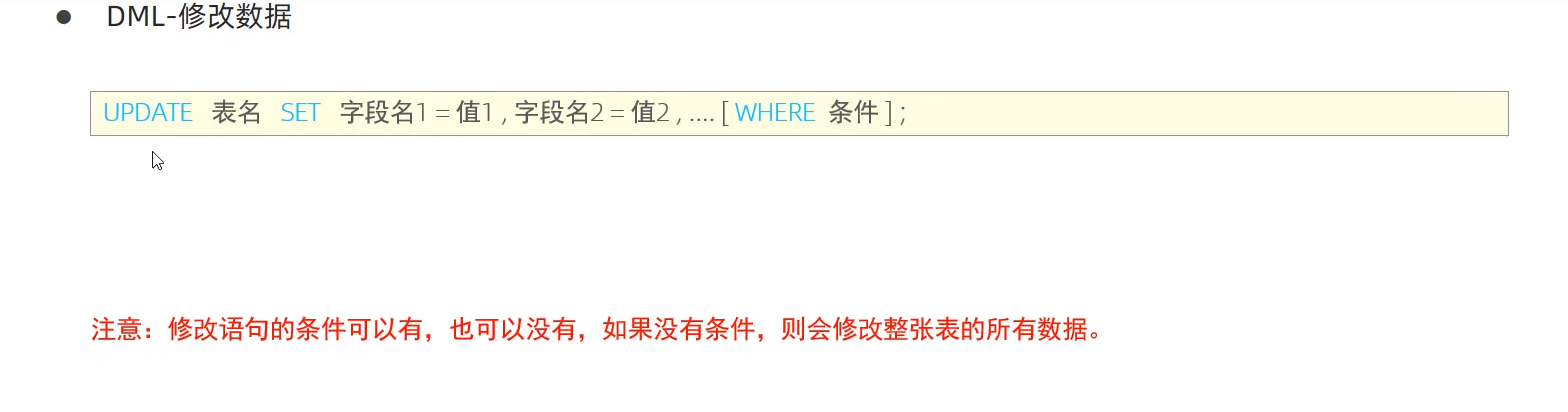 ● DML-修改数据
UPDATE 表名 SET 字段名1 = 值1 , 字段名2 = 值2 , .... [ WHERE 条件 ] ;
注意：修改语句的条件可以有，也可以没有，如果没有条件，则会修改整张表的所有数据。